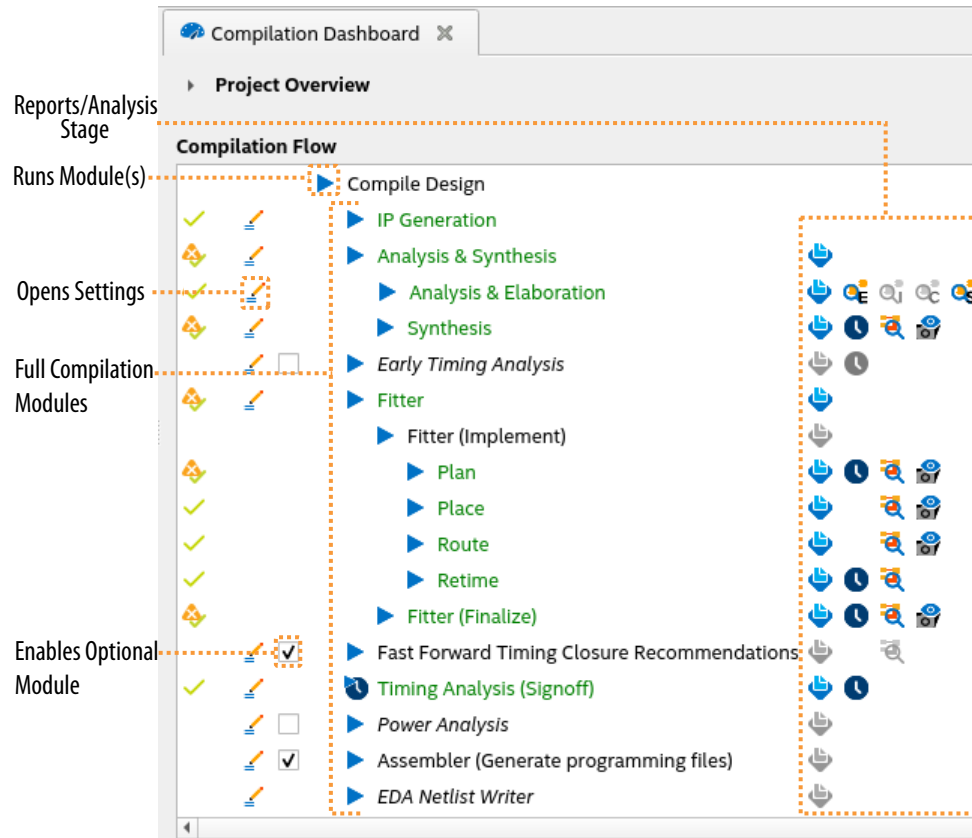 Compilation Dashboard
Project Overview
Reports/Analysis
Stage
Compilation Flow
Runs Module(s)
Compile Design
IP Generation
Analysis & Synthesis
Opens Settings
Analysis & Elaboration
E
I
C
S
Synthesis
Full Compilation
Modules
Early Timing Analysis
Fitter
Fitter (Implement)
Plan
Place
Route
Retime
Fitter (Finalize)
Enables Optional
Module
Fast Forward Timing Closure Recommendations
Timing Analysis (Signoff)
Power Analysis
Assembler (Generate programming files)
EDA Netlist Writer